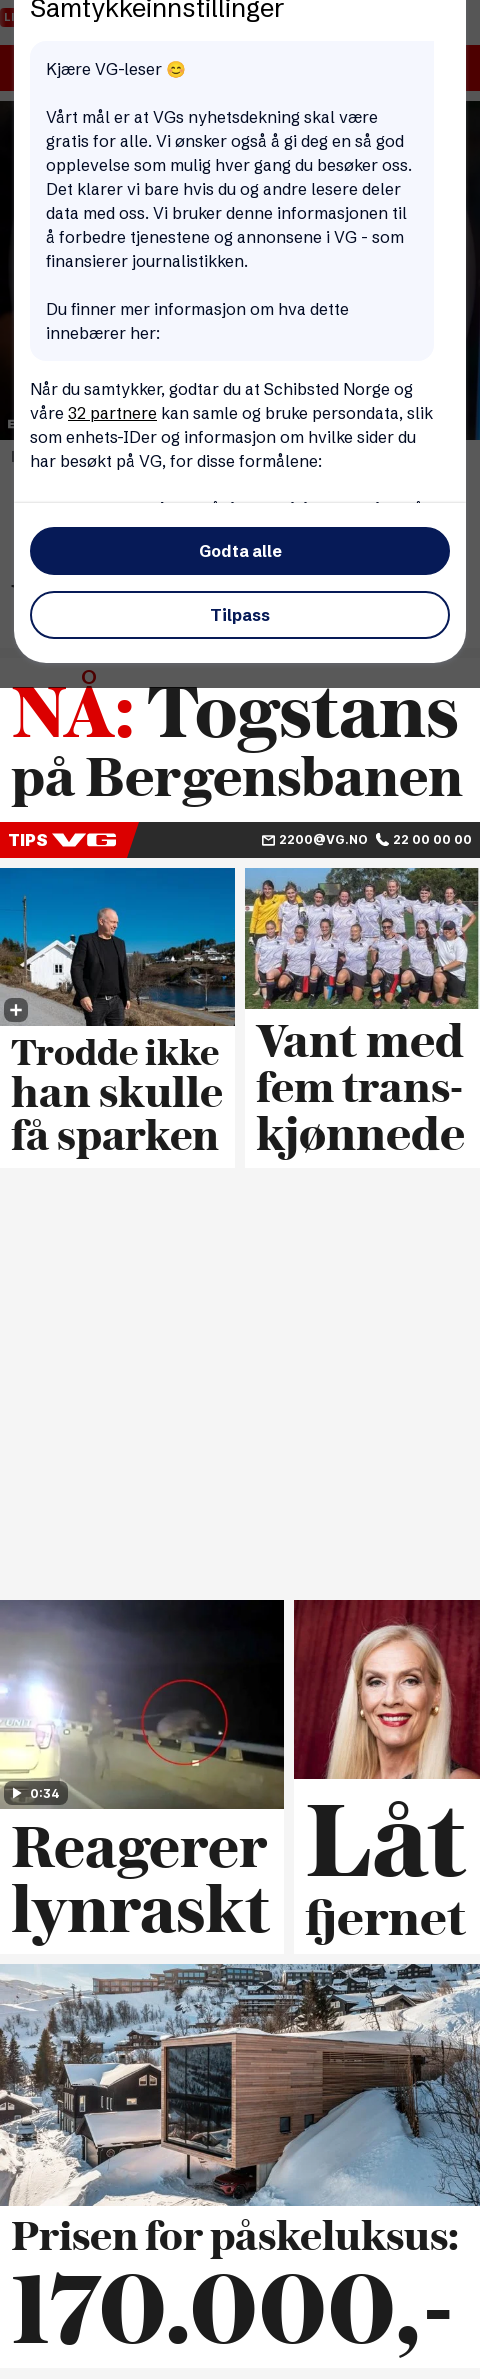 Samtykkeinnstillinger
Kjære VG-leser 😊
Vårt mål er at VGs nyhetsdekning skal være
gratis for alle. Vi ønsker også å gi deg en så god
opplevelse som mulig hver gang du besøker oss.
Det klarer vi bare hvis du og andre lesere deler
data med oss. Vi bruker denne informasjonen til
å forbedre tjenestene og annonsene i VG - som
finansierer journalistikken.
Du finner mer informasjon om hva dette
innebærer her:
Når du samtykker, godtar du at Schibsted Norge og
våre 32 partnere kan samle og bruke persondata, slik
som enhets-IDer og informasjon om hvilke sider du
har besøkt på VG, for disse formålene:
Godta alle
Tilpass
NÅ: Togstans
på Bergensbanen
TIPS VG 2200@VG.NO 22 00 00 00
Trodde ikke
han skulle
få sparken
Vant med
fem trans-
kjønnede
0:34
Reagerer
lynraskt
Låt
fjernet
Prisen for påskeluksus:
170.000,-